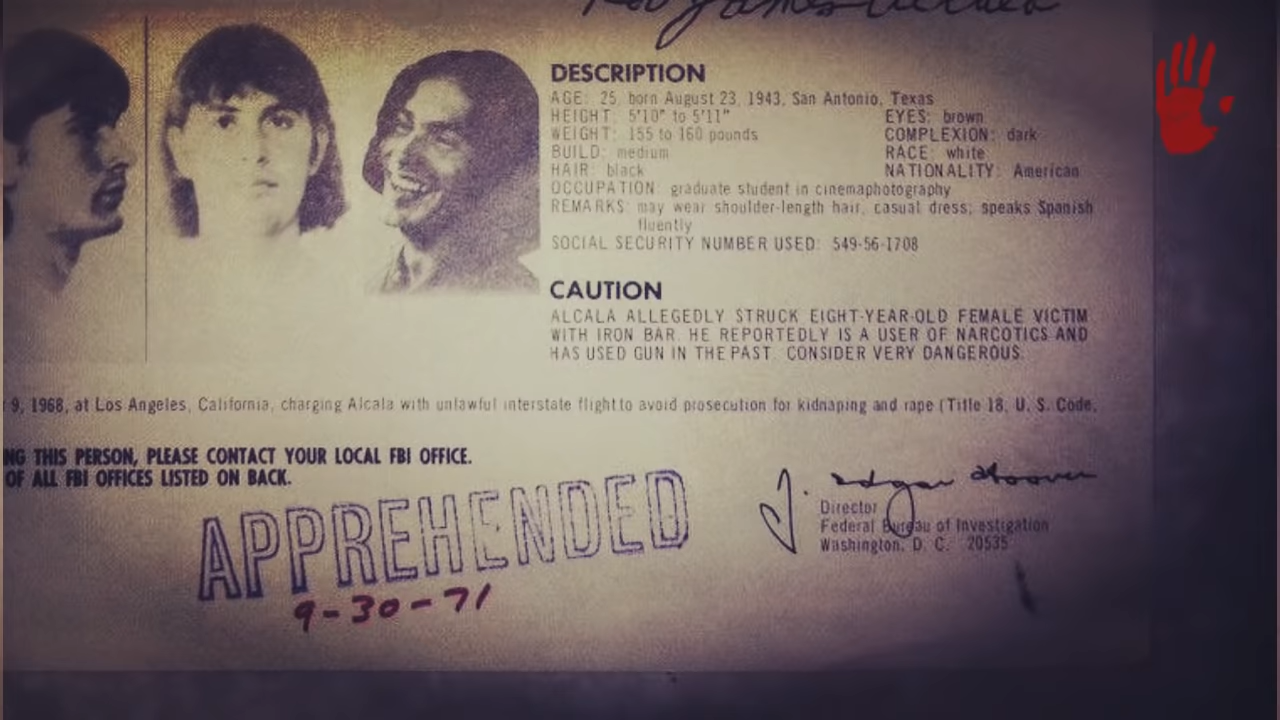 Rod James Alcala
DESCRIPTION
AGE: 25, born August 23, 1943, San Antonio, Texas
HEIGHT: 5'10" to 5'11" EYES: brown
WEIGHT: 155 to 160 pounds COMPLEXION: dark
BUILD: medium RACE: white
HAIR: black NATIONALITY: American
OCCUPATION: graduate student in cinemaphotography
REMARKS: may wear shoulder-length hair, casual dress; speaks Spanish
fluently
SOCIAL SECURITY NUMBER USED: 549-56-1708
CAUTION
ALCALA ALLEGEDLY STRUCK EIGHT-YEAR-OLD FEMALE VICTIM
WITH IRON BAR. HE REPORTEDLY IS A USER OF NARCOTICS AND
HAS USED GUN IN THE PAST. CONSIDER VERY DANGEROUS.
9, 1968, at Los Angeles, California, charging Alcala with unlawful interstate flight to avoid prosecution for kidnaping and rape (Title 18, U. S. Code,
NG THIS PERSON, PLEASE CONTACT YOUR LOCAL FBI OFFICE.
OF ALL FBI OFFICES LISTED ON BACK.
APPREHENDED
9-30-71
J. Edgar Hoover
Director
Federal Bureau of Investigation
Washington, D. C. 20535